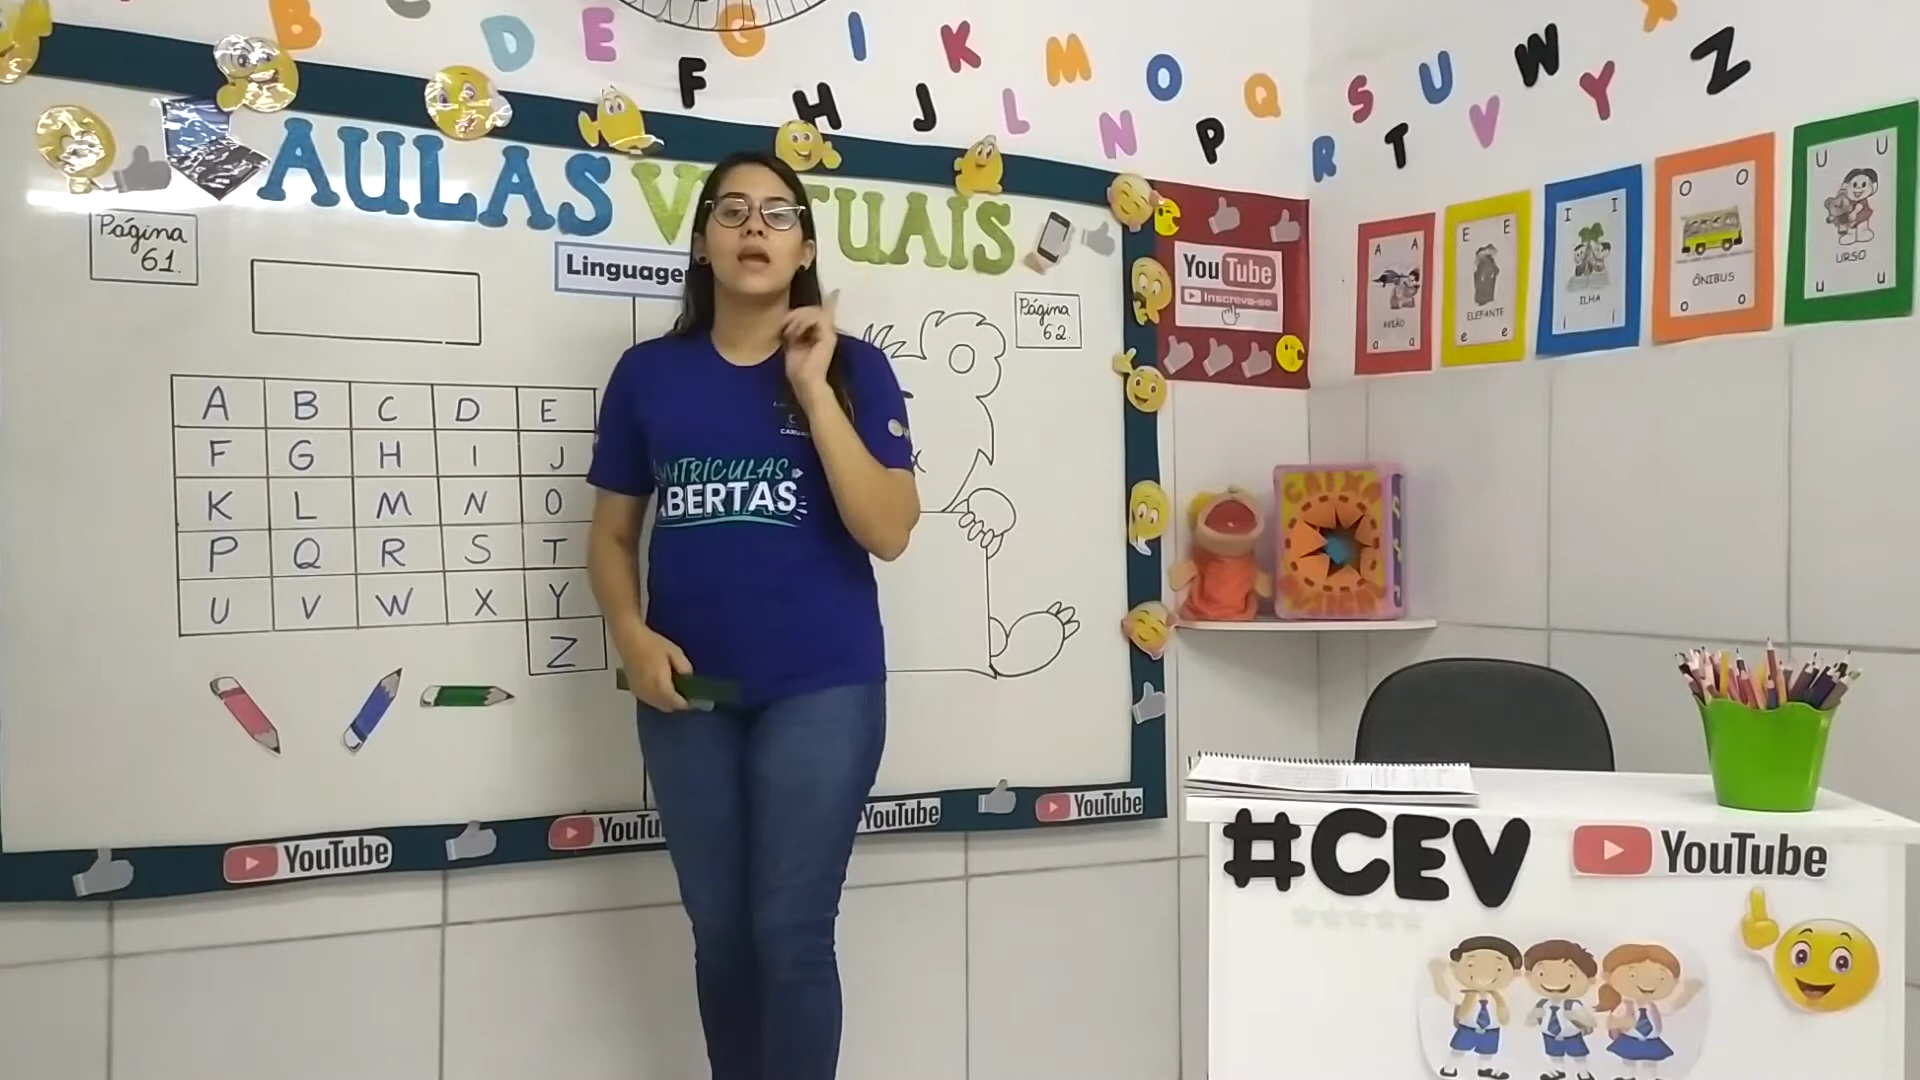 B C D E F G H I J K L M N O P Q R S T U V W X Y Z
AULAS VIRTUAIS
Página
61.
Linguagem
Página
62.
A B C D E
F G H I J
K L M N O
P Q R S T
U V W X Y
Z
MATRÍCULAS
ABERTAS
YouTube
Inscreva-se
A A
AVIÃO
a a
E E
ELEFANTE
e e
I I
ILHA
i i
O O
ÔNIBUS
o o
U U
URSO
u u
CAIXA
YouTube
YouTube
YouTube
YouTube
#CEV
YouTube